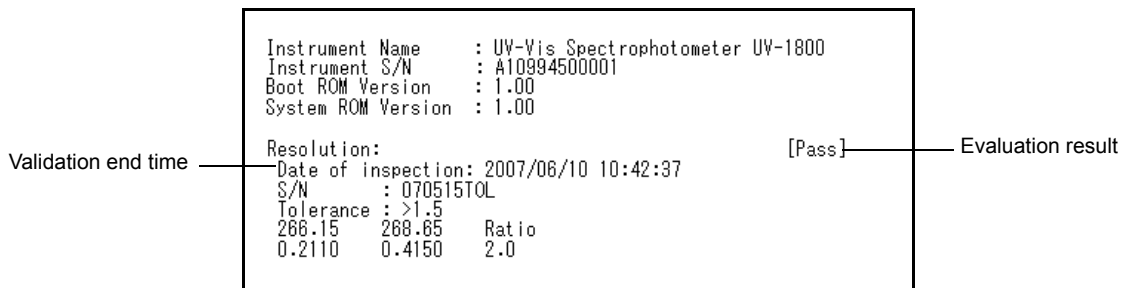 Instrument Name : UV-Vis Spectrophotometer UV-1800
Instrument S/N : A10994500001
Boot ROM Version : 1.00
System ROM Version : 1.00
Resolution: [Pass]
Evaluation result
Validation end time
Date of inspection: 2007/06/10 10:42:37
S/N : 070515TOL
Tolerance : >1.5
266.15 268.65 Ratio
0.2110 0.4150 2.0